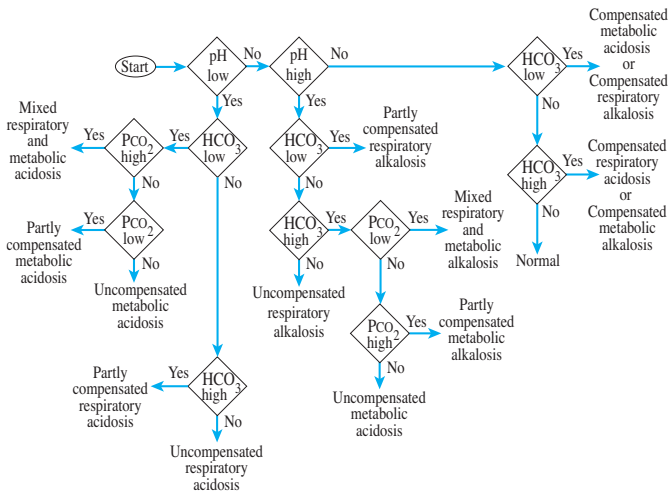 Start
pH
low
No
pH
high
No
HCO3
low
Yes
Compensated
metabolic
acidosis
or
Compensated
respiratory
alkalosis
Yes
Yes
No
Mixed
respiratory
and
metabolic
acidosis
Yes
PCO2
high
HCO3
low
Yes
HCO3
low
Yes
Partly
compensated
respiratory
alkalosis
HCO3
high
Yes
Compensated
respiratory
acidosis
or
Compensated
metabolic
alkalosis
No
No
No
No
Partly
compensated
metabolic
acidosis
Yes
PCO2
low
HCO3
high
Yes
PCO2
low
Yes
Mixed
respiratory
and
metabolic
alkalosis
Normal
No
No
No
Uncompensated
metabolic
acidosis
Uncompensated
respiratory
alkalosis
PCO2
high
Yes
Partly
compensated
metabolic
alkalosis
No
Uncompensated
metabolic
acidosis
Partly
compensated
respiratory
acidosis
Yes
HCO3
high
No
Uncompensated
respiratory
acidosis